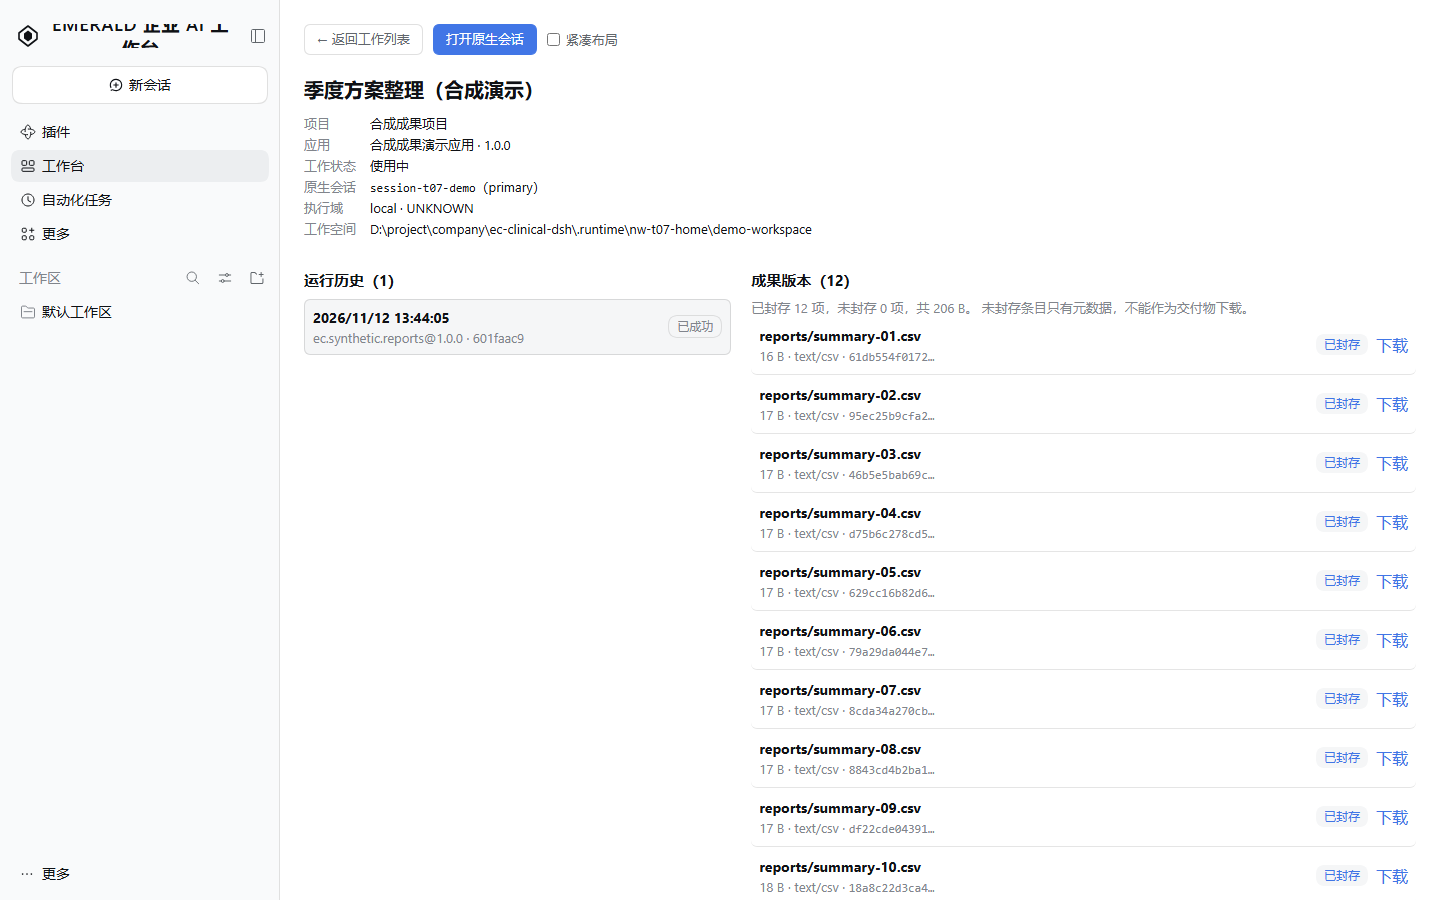 EMERALD 企业 AI 工
作台
新会话
插件
工作台
自动化任务
更多
工作区
默认工作区
更多
← 返回工作列表
打开原生会话
紧凑布局
季度方案整理（合成演示）
项目 合成成果项目
应用 合成成果演示应用 · 1.0.0
工作状态 使用中
原生会话 session-t07-demo（primary）
执行域 local · UNKNOWN
工作空间 D:\project\company\ec-clinical-dsh\.runtime\nw-t07-home\demo-workspace
运行历史（1）
2026/11/12 13:44:05
ec.synthetic.reports@1.0.0 · 601faac9
已成功
成果版本（12）
已封存 12 项，未封存 0 项，共 206 B。 未封存条目只有元数据，不能作为交付物下载。
reports/summary-01.csv
16 B · text/csv · 61db554f0172…
已封存 下载
reports/summary-02.csv
17 B · text/csv · 95ec25b9cfa2…
已封存 下载
reports/summary-03.csv
17 B · text/csv · 46b5e5bab69c…
已封存 下载
reports/summary-04.csv
17 B · text/csv · d75b6c278cd5…
已封存 下载
reports/summary-05.csv
17 B · text/csv · 629cc16b82d6…
已封存 下载
reports/summary-06.csv
17 B · text/csv · 79a29da044e7…
已封存 下载
reports/summary-07.csv
17 B · text/csv · 8cda34a270cb…
已封存 下载
reports/summary-08.csv
17 B · text/csv · 8843cd4b2ba1…
已封存 下载
reports/summary-09.csv
17 B · text/csv · df22cde04391…
已封存 下载
reports/summary-10.csv
18 B · text/csv · 18a8c22d3ca4…
已封存 下载